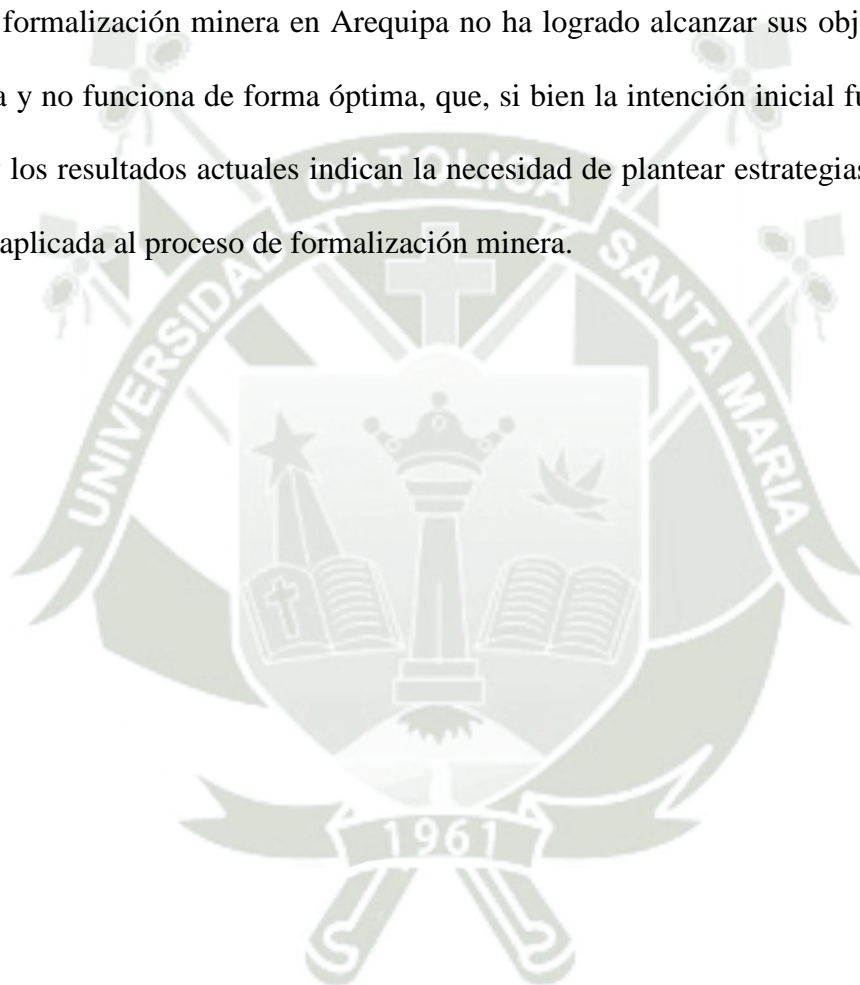 formalización minera en Arequipa no ha logrado alcanzar sus obj
a y no funciona de forma óptima, que, si bien la intención inicial fu
los resultados actuales indican la necesidad de plantear estrategias
aplicada al proceso de formalización minera.
UNIVERSIDAD CATOLICA SANTA MARIA
1961